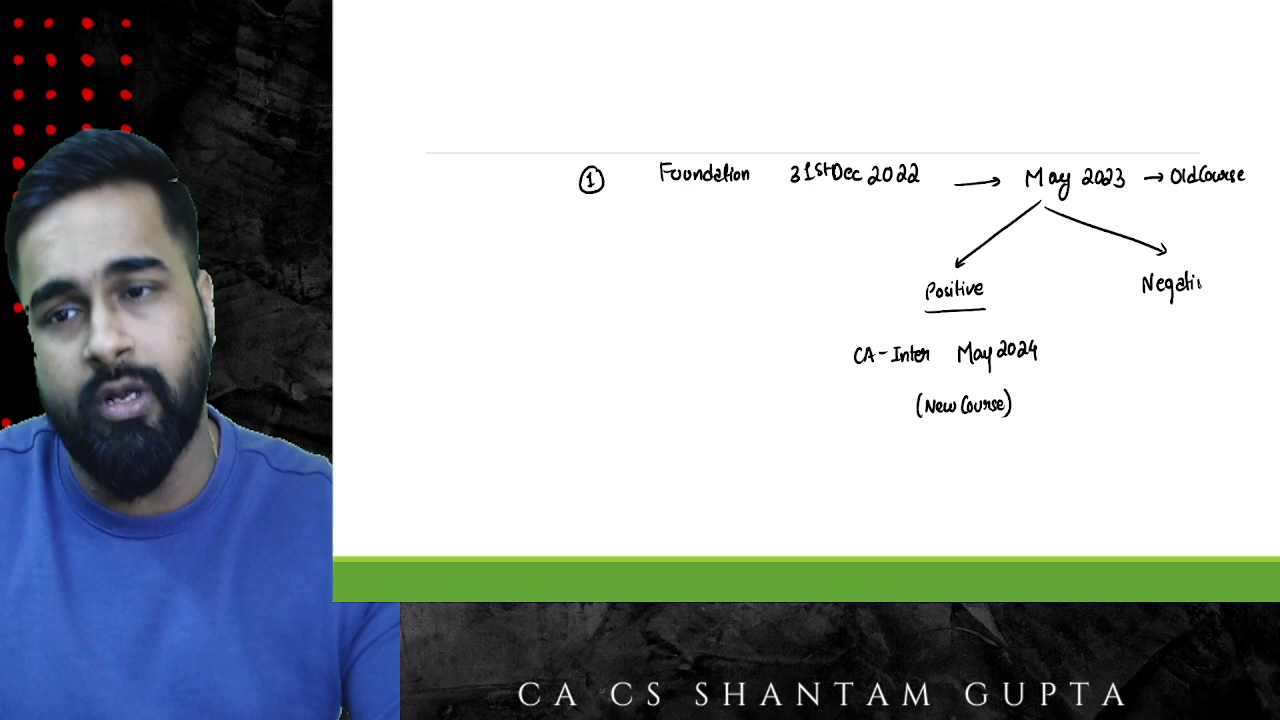 ① Foundation 31st Dec 2022 → May 2023 → Old Course
Positive Negati
CA-Inter May 2024
(New Course)
CA CS SHANTAM GUPTA